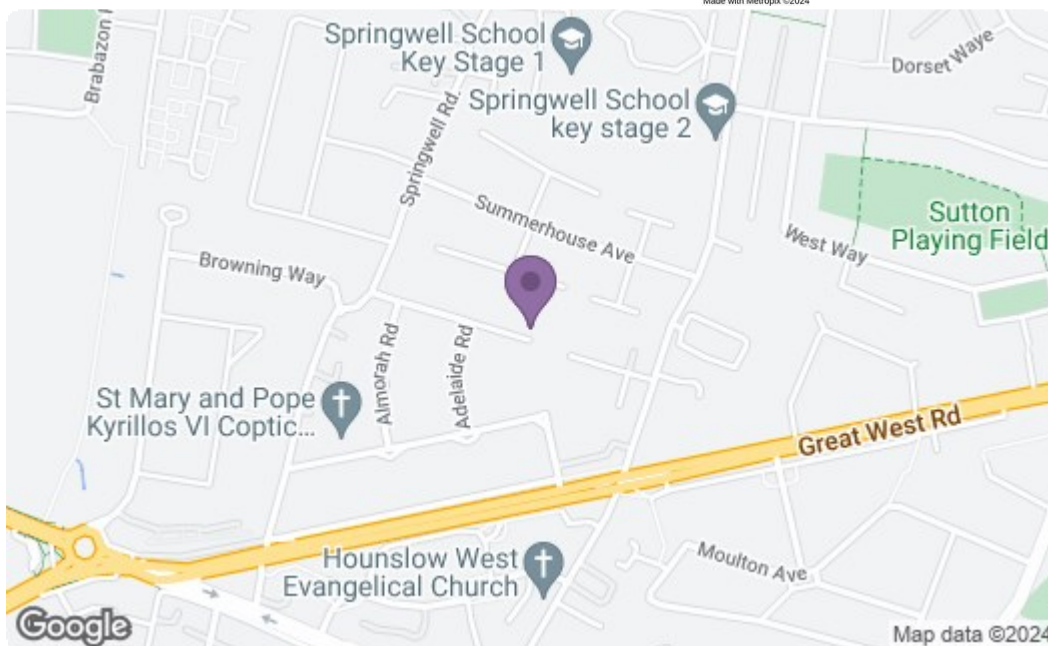 Made with Metropix ©2024
Springwell School
Key Stage 1
Dorset Waye
Springwell School
key stage 2
Springwell Rd.
Summerhouse Ave
Sutton
Playing Field
West Way
Browning Way
Almorah Rd
Adelaide Rd
St Mary and Pope
Kyrillos VI Coptic...
Great West Rd
Hounslow West
Evangelical Church
Moulton Ave
Google
Map data ©2024